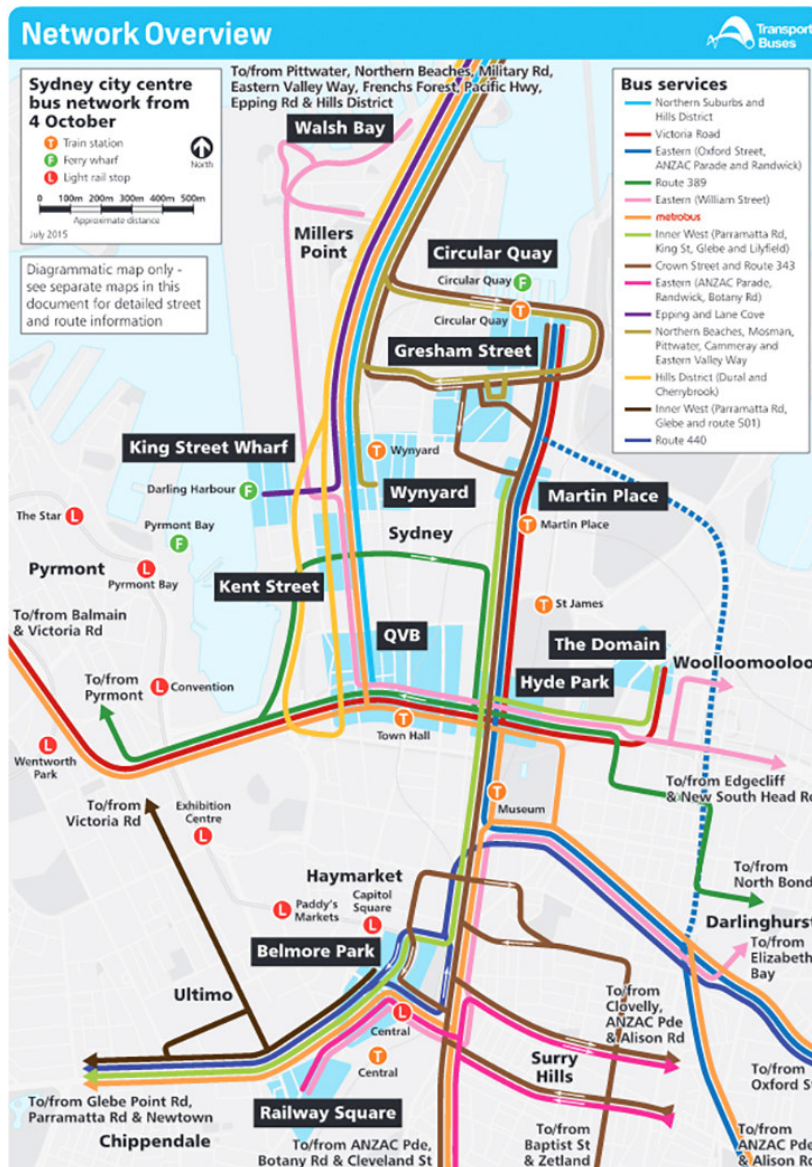 Network Overview
Transport
Buses
Sydney city centre
bus network from
4 October
T Train station
F Ferry wharf
L Light rail stop
North
0 100m 200m 300m 400m 500m
Approximate distance
July 2015
Diagrammatic map only -
see separate maps in this
document for detailed street
and route information
To/from Pittwater, Northern Beaches, Military Rd,
Eastern Valley Way, Frenchs Forest, Pacific Hwy,
Epping Rd & Hills District
Bus services
Northern Suburbs and
Hills District
Victoria Road
Eastern (Oxford Street,
ANZAC Parade and Randwick)
Route 389
Eastern (William Street)
metrobus
Inner West (Parramatta Rd,
King St, Glebe and Lilyfield)
Crown Street and Route 343
Eastern (ANZAC Parade,
Randwick, Botany Rd)
Epping and Lane Cove
Northern Beaches, Mosman,
Pittwater, Cammeray and
Eastern Valley Way
Hills District (Dural and
Cherrybrook)
Inner West (Parramatta Rd,
Glebe and route 501)
Route 440
Walsh Bay
Millers
Point
Circular Quay
Circular Quay F
Circular Quay T
Gresham Street
King Street Wharf
T Wynyard
Darling Harbour F
Wynyard
Martin Place
The Star L
Pyrmont Bay
F
Sydney
T Martin Place
Pyrmont
L
Pyrmont Bay
Kent Street
T St James
To/from Balmain
& Victoria Rd
QVB
The Domain
Woolloomooloo
To/from
Pyrmont
L Convention
Hyde Park
T
Town Hall
L
Wentworth
Park
To/from
Victoria Rd
Exhibition
Centre
L
T
Museum
To/from Edgecliff
& New South Head Rd
Haymarket
To/from
North Bond
L Paddy's
Markets
Capitol
Square
L
Darlinghurst
Belmore Park
To/from
Elizabeth
Bay
Ultimo
To/from
Clovelly,
ANZAC Pde
& Alison Rd
L
Central
T
Central
Surry
Hills
To/from
Oxford S
To/from Glebe Point Rd,
Parramatta Rd & Newtown
Railway Square
Chippendale
To/from ANZAC Pde,
Botany Rd & Cleveland St
To/from
Baptist St
& Zetland
To/from
ANZAC Pde
& Alison Rd